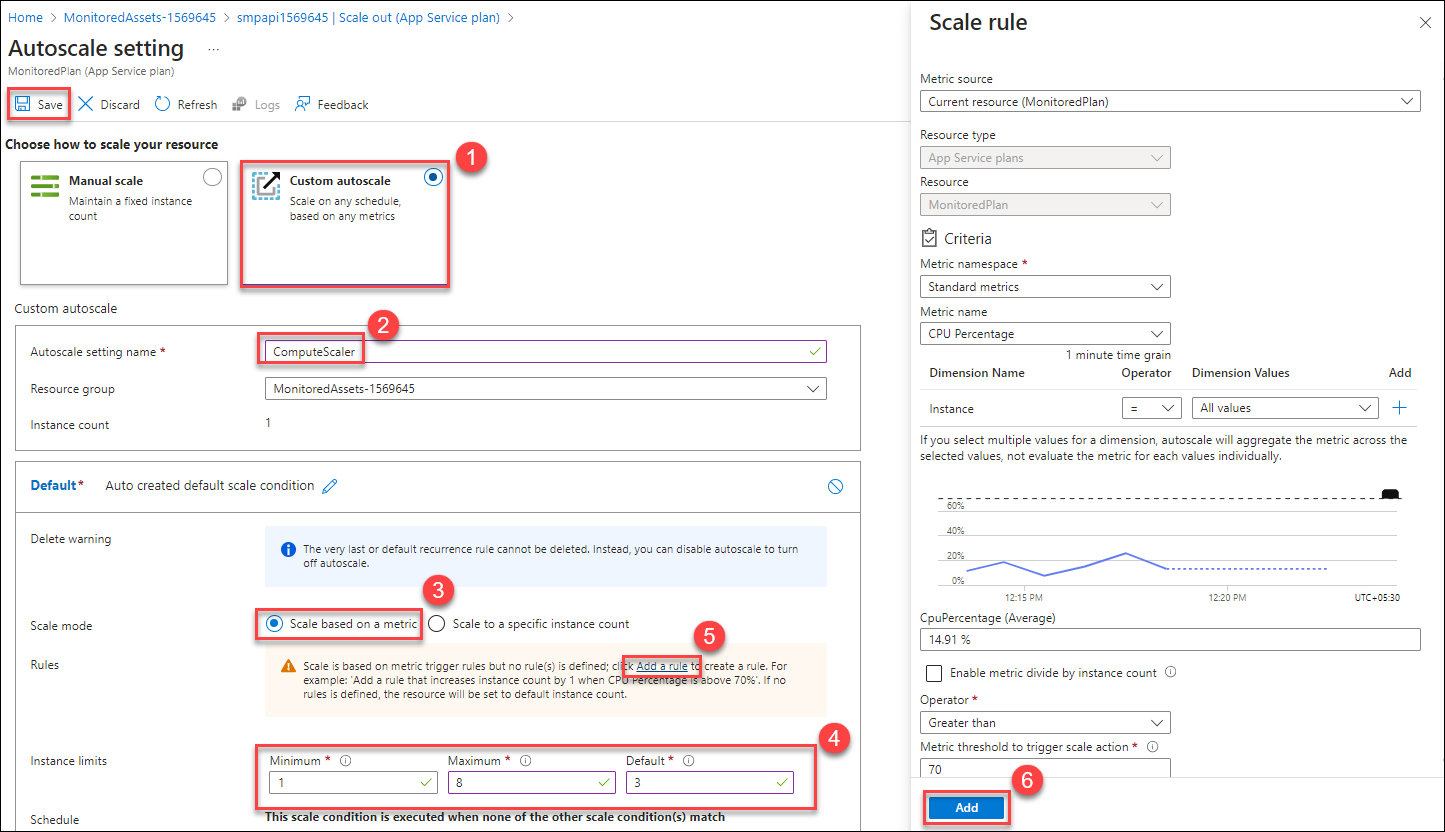 Home > MonitoredAssets-1569645 > smpapi1569645 | Scale out (App Service plan) >
Autoscale setting ...
MonitoredPlan (App Service plan)
Save Discard Refresh Logs Feedback
Choose how to scale your resource
1
Manual scale
Maintain a fixed instance
count
Custom autoscale
Scale on any schedule,
based on any metrics
Custom autoscale
2
Autoscale setting name * ComputeScaler
Resource group MonitoredAssets-1569645
Instance count 1
Default* Auto created default scale condition
Delete warning
The very last or default recurrence rule cannot be deleted. Instead, you can disable autoscale to turn
off autoscale.
3
Scale mode Scale based on a metric Scale to a specific instance count
5
Rules
Scale is based on metric trigger rules but no rule(s) is defined; click Add a rule to create a rule. For
example: 'Add a rule that increases instance count by 1 when CPU Percentage is above 70%'. If no
rules is defined, the resource will be set to default instance count.
4
Instance limits
Minimum * Maximum * Default *
1 8 3
Schedule This scale condition is executed when none of the other scale condition(s) match
Scale rule
Metric source
Current resource (MonitoredPlan)
Resource type
App Service plans
Resource
MonitoredPlan
Criteria
Metric namespace *
Standard metrics
Metric name
CPU Percentage
1 minute time grain
Dimension Name Operator Dimension Values Add
Instance = All values +
If you select multiple values for a dimension, autoscale will aggregate the metric across the
selected values, not evaluate the metric for each values individually.
60%
40%
20%
0%
12:15 PM 12:20 PM UTC+05:30
CpuPercentage (Average)
14.91 %
Enable metric divide by instance count
Operator *
Greater than
Metric threshold to trigger scale action *
70
6
Add